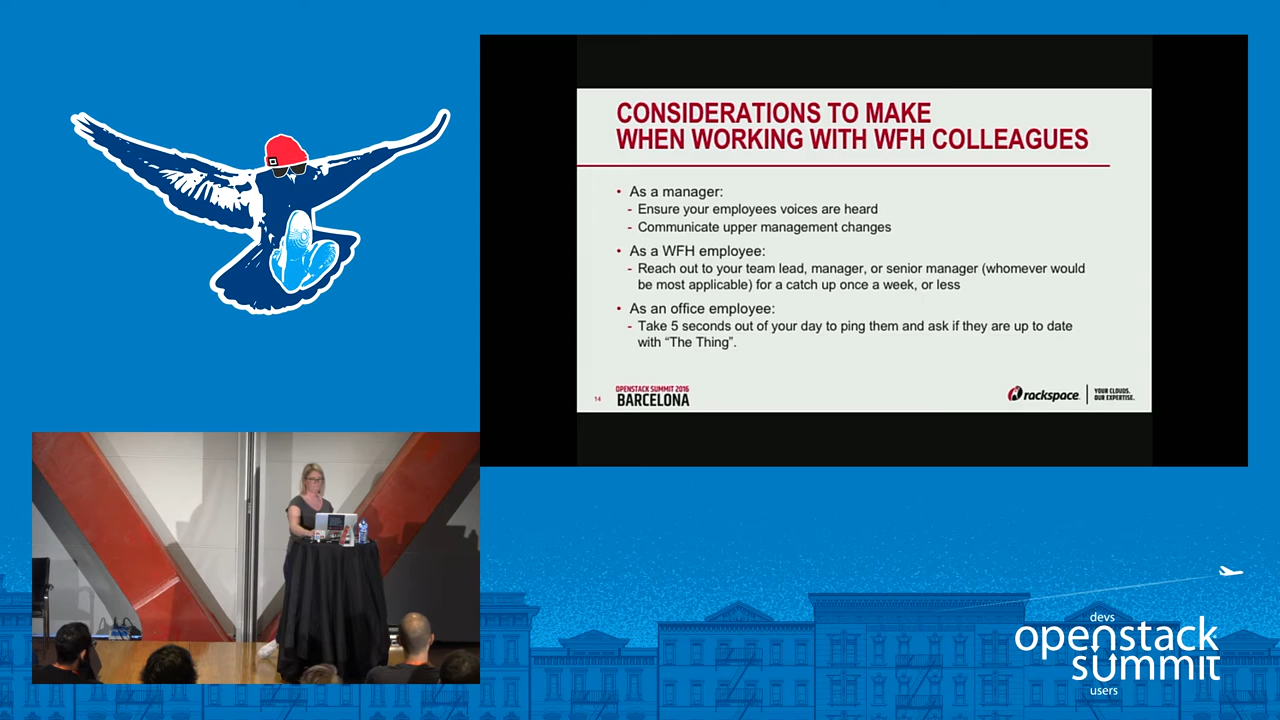 CONSIDERATIONS TO MAKE
WHEN WORKING WITH WFH COLLEAGUES
• As a manager:
- Ensure your employees voices are heard
- Communicate upper management changes
• As a WFH employee:
- Reach out to your team lead, manager, or senior manager (whomever would
be most applicable) for a catch up once a week, or less
• As an office employee:
- Take 5 seconds out of your day to ping them and ask if they are up to date
with “The Thing”.
14
OPENSTACK SUMMIT 2016
BARCELONA
rackspace.
YOUR CLOUDS.
OUR EXPERTISE.
devs
openstack
summit
users